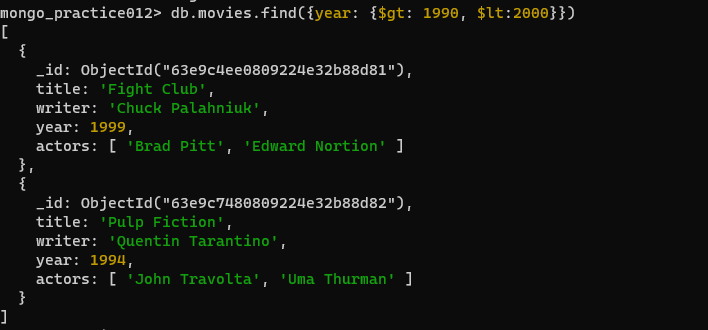 mongo_practice012> db.movies.find({year: {$gt: 1990, $lt:2000}})
[
  {
    _id: ObjectId("63e9c4ee0809224e32b88d81"),
    title: 'Fight Club',
    writer: 'Chuck Palahniuk',
    year: 1999,
    actors: [ 'Brad Pitt', 'Edward Nortion' ]
  },
  {
    _id: ObjectId("63e9c7480809224e32b88d82"),
    title: 'Pulp Fiction',
    writer: 'Quentin Tarantino',
    year: 1994,
    actors: [ 'John Travolta', 'Uma Thurman' ]
  }
]